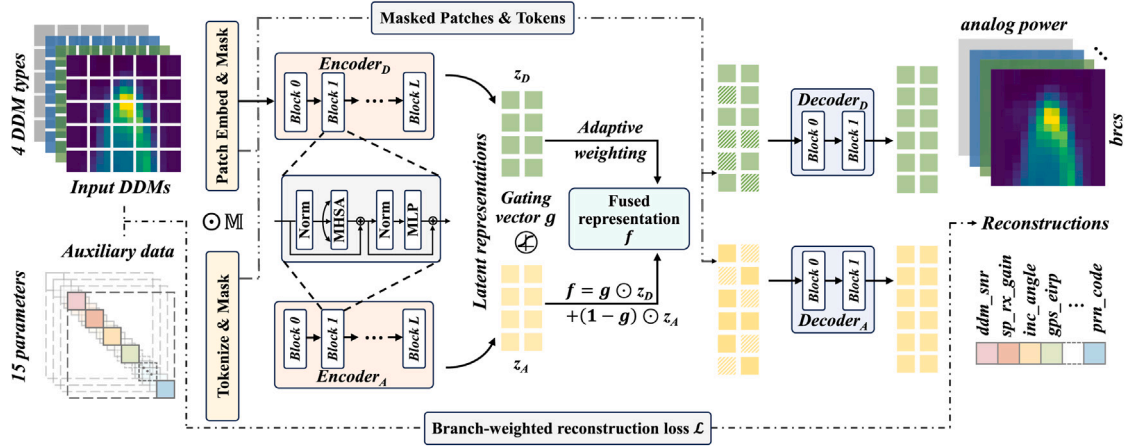 Masked Patches & Tokens
4 DDM types
Input DDMs
Patch Embed & Mask
Encoder_D
Block 0
Block 1
...
Block L
z_D
Adaptive
weighting
Decoder_D
Block 0
Block 1
analog power
brcs
⊙ 𝕄
Norm
MHSA
Norm
MLP
Latent representations
Gating
vector g
Fused
representation
f
Auxiliary data
15 parameters
Tokenize & Mask
Block 0
Block 1
...
Block L
Encoder_A
z_A
f = g ⊙ z_D
+(1 − g) ⊙ z_A
Block 0
Block 1
Decoder_A
Reconstructions
ddm_snr
sp_rx_gain
inc_angle
gps_eirp
...
prn_code
Branch-weighted reconstruction loss ℒ